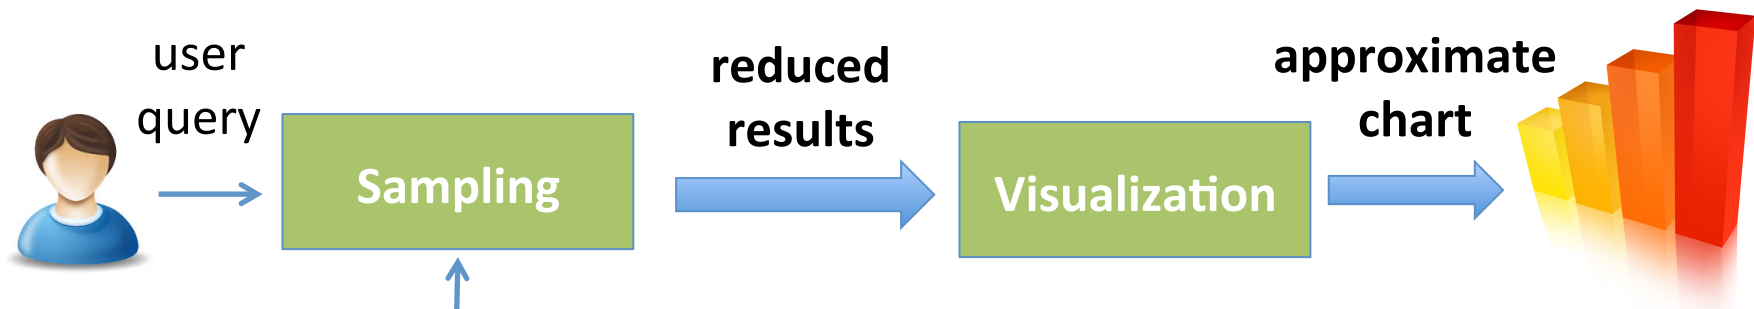 user
query
Sampling
reduced
results
Visualization
approximate
chart